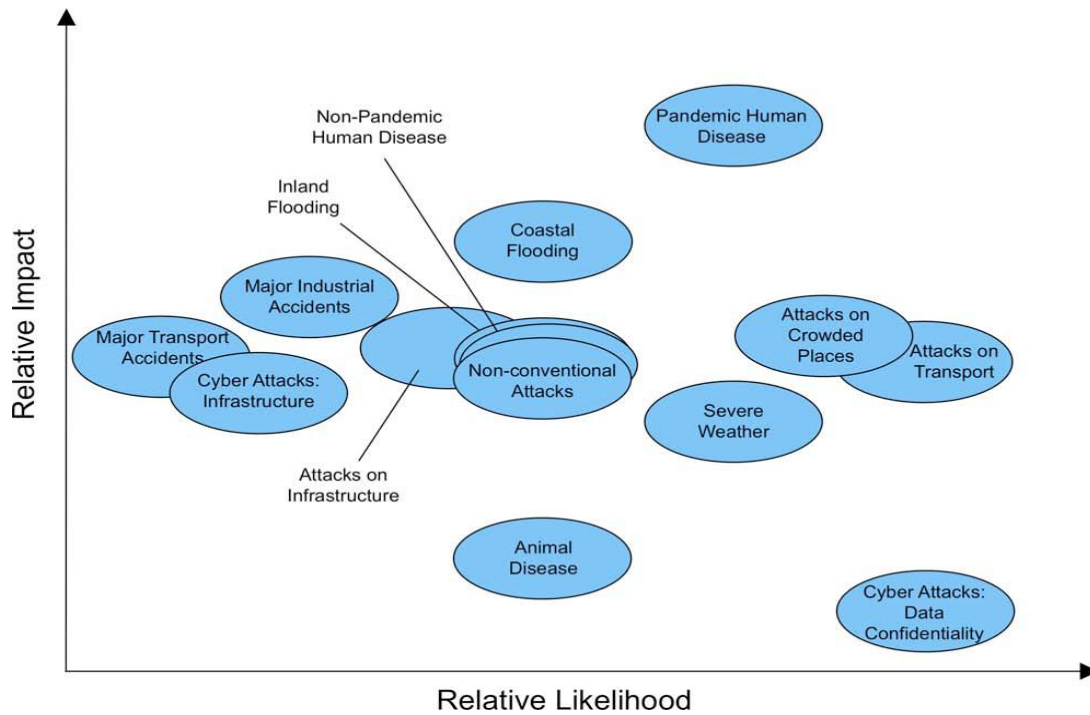 Non-Pandemic
Human Disease
Pandemic Human
Disease
Inland
Flooding
Coastal
Flooding
Major Industrial
Accidents
Major Transport
Accidents
Cyber Attacks:
Infrastructure
Non-conventional
Attacks
Attacks on
Crowded
Places
Attacks on
Transport
Severe
Weather
Attacks on
Infrastructure
Animal
Disease
Cyber Attacks:
Data
Confidentiality
Relative Impact
Relative Likelihood